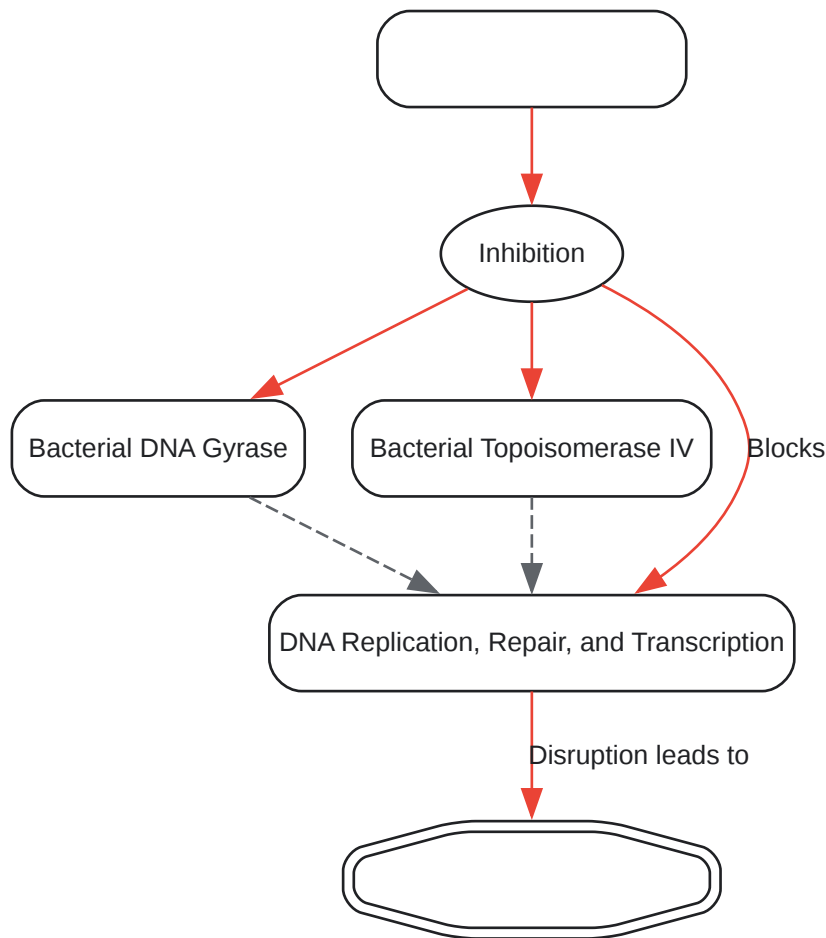 Inhibition
Bacterial DNA Gyrase
Bacterial Topoisomerase IV
Blocks
DNA Replication, Repair, and Transcription
Disruption leads to